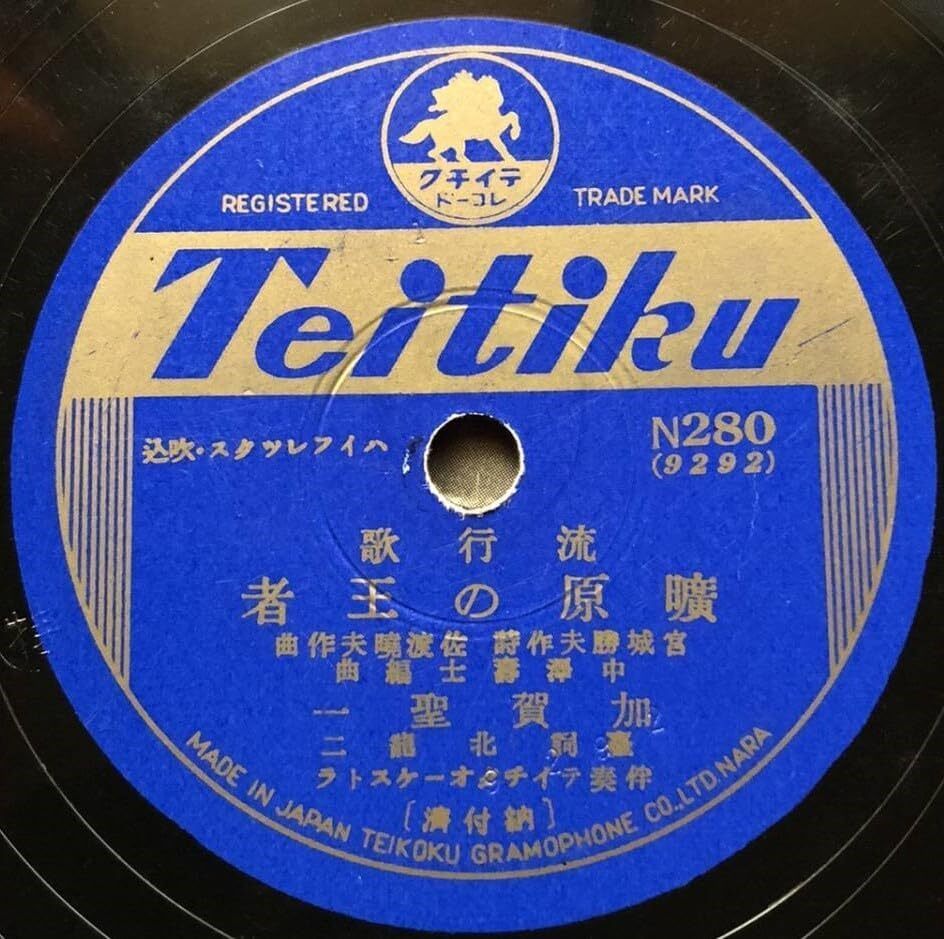 テイチク
レコード
REGISTERED TRADE MARK
Teitiku
ハイフレツクス・吹込
N280
(9292)
流行歌
曠原の王者
宮城勝夫作詩 佐渡曉夫作曲
中澤壽士編曲
加賀聖一
臺詞 北龍二
伴奏テイチクオーケストラ
[納付濟]
MADE IN JAPAN TEIKOKU GRAMOPHONE CO., LTD NARA